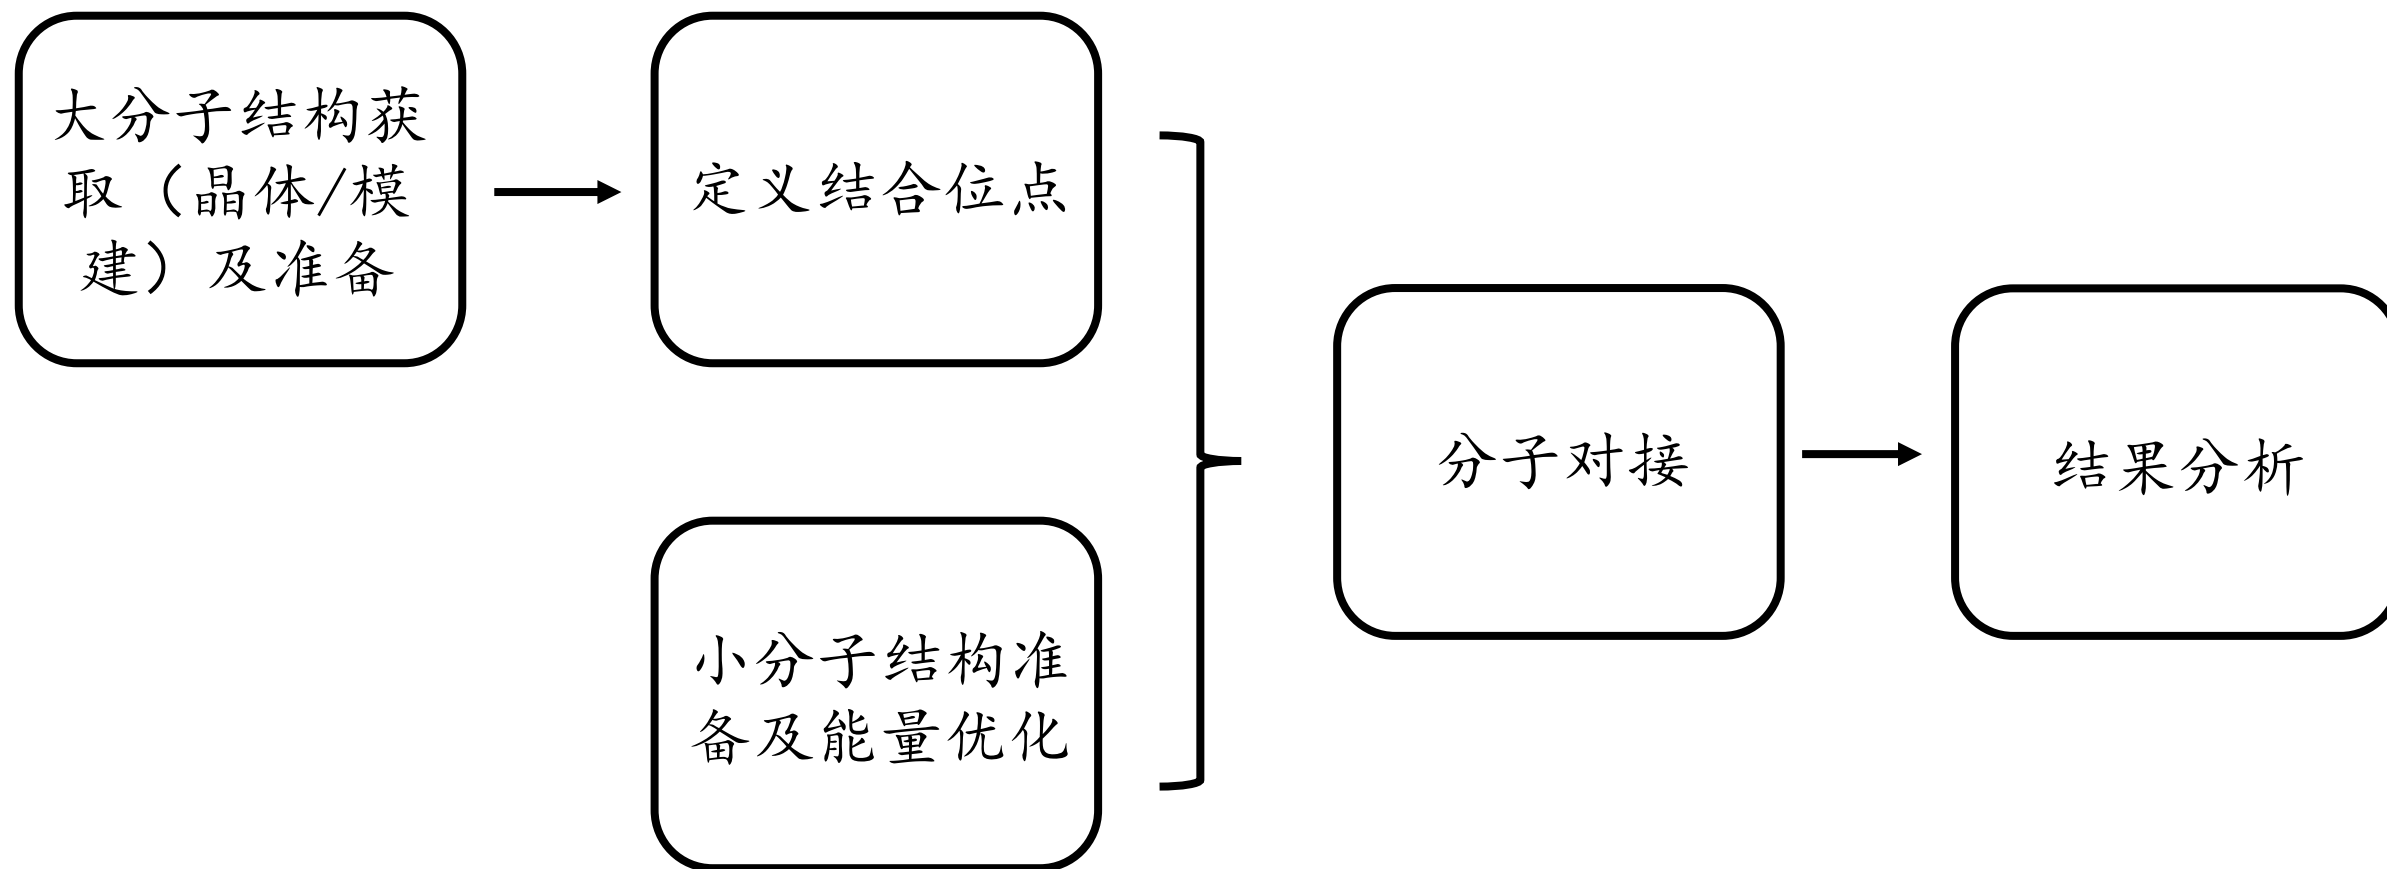 大分子结构获
取（晶体/模
建）及准备
定义结合位点
小分子结构准
备及能量优化
分子对接
结果分析